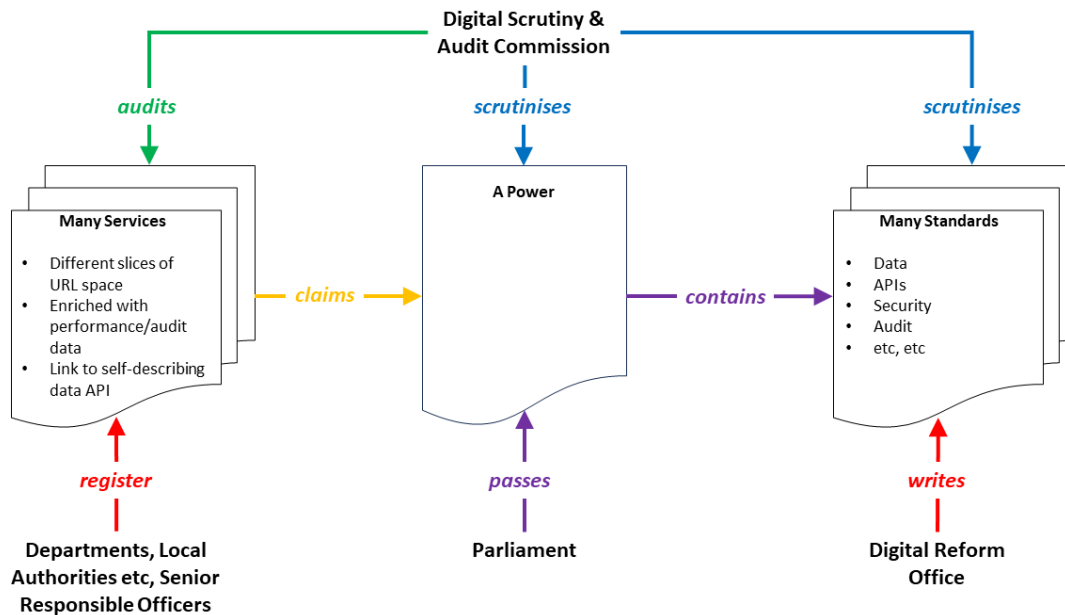 Digital Scrutiny &
Audit Commission
audits
scrutinises
scrutinises
Many Services
• Different slices of
URL space
• Enriched with
performance/audit
data
• Link to self-describing
data API
claims
A Power
contains
Many Standards
• Data
• APIs
• Security
• Audit
• etc, etc
register
passes
writes
Departments, Local
Authorities etc, Senior
Responsible Officers
Parliament
Digital Reform
Office